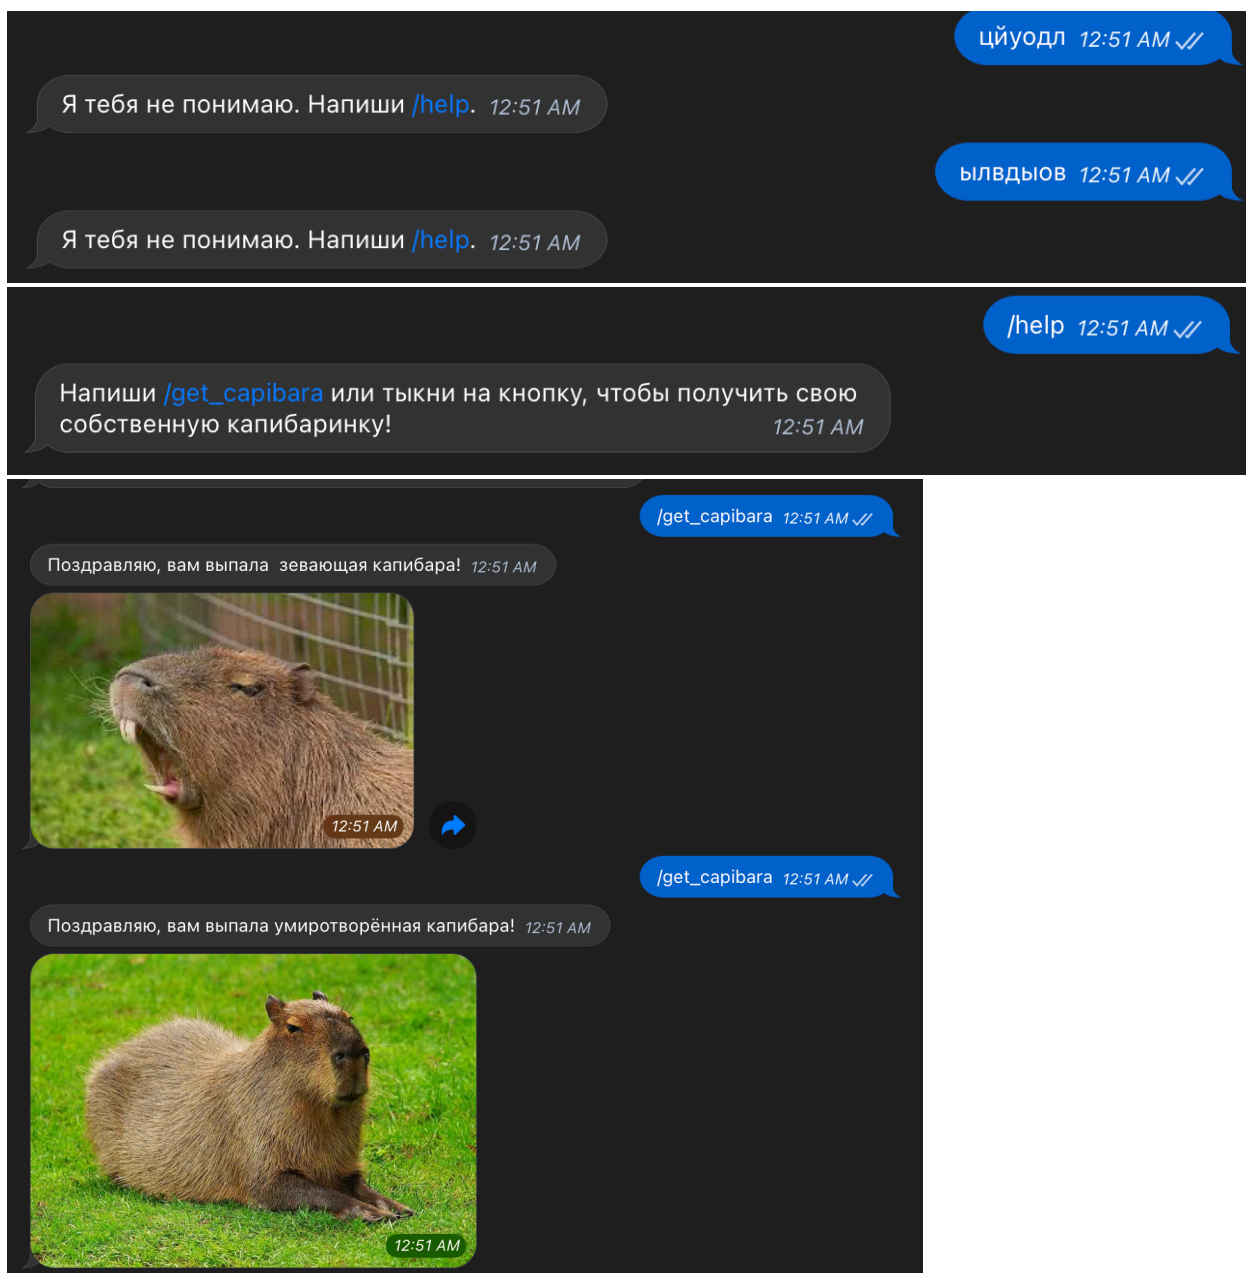 цйуодл 12:51 AM
Я тебя не понимаю. Напиши /help. 12:51 AM
ылвдыов 12:51 AM
Я тебя не понимаю. Напиши /help. 12:51 AM
/help 12:51 AM
Напиши /get_capibara или тыкни на кнопку, чтобы получить свою
собственную капибаринку! 12:51 AM
/get_capibara 12:51 AM
Поздравляю, вам выпала  зевающая капибара! 12:51 AM
12:51 AM
/get_capibara 12:51 AM
Поздравляю, вам выпала умиротворённая капибара! 12:51 AM
12:51 AM